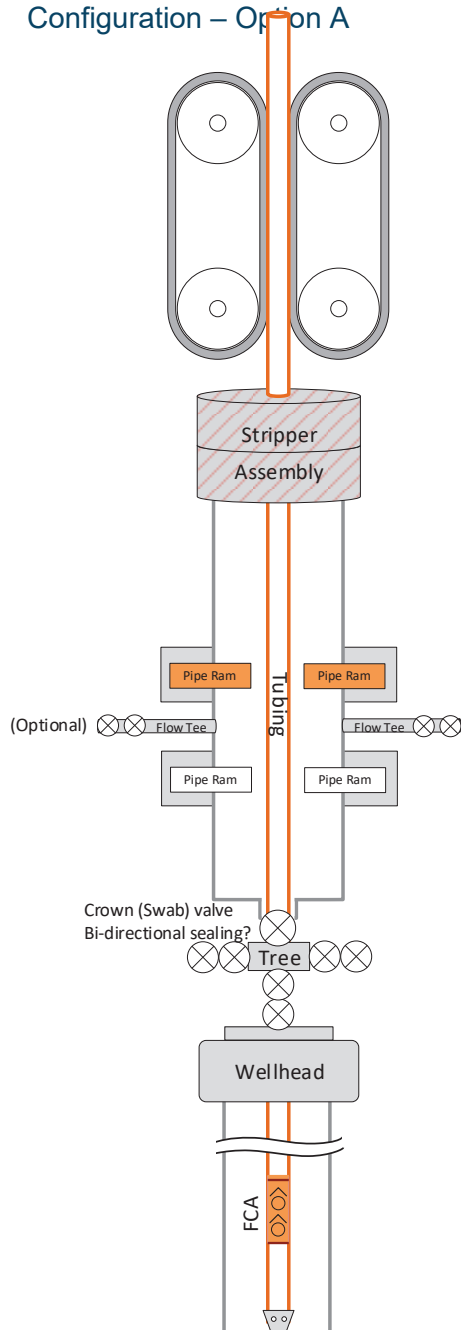 Configuration – Option A
Stripper
Assembly
Pipe Ram
Pipe Ram
Tubing
(Optional)
Flow Tee
Flow Tee
Pipe Ram
Pipe Ram
Crown (Swab) valve
Bi-directional sealing?
Tree
Wellhead
FCA